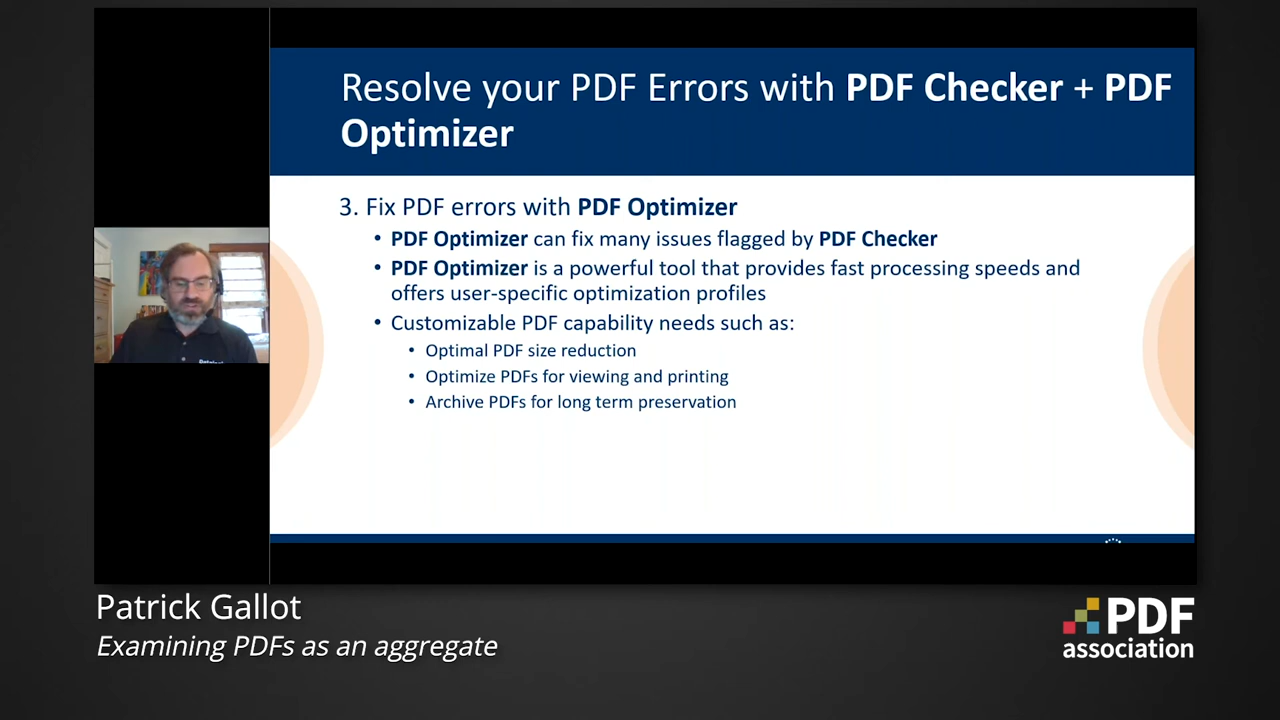 Resolve your PDF Errors with PDF Checker + PDF
Optimizer
3. Fix PDF errors with PDF Optimizer
• PDF Optimizer can fix many issues flagged by PDF Checker
• PDF Optimizer is a powerful tool that provides fast processing speeds and
offers user-specific optimization profiles
• Customizable PDF capability needs such as:
• Optimal PDF size reduction
• Optimize PDFs for viewing and printing
• Archive PDFs for long term preservation
Patrick Gallot
Examining PDFs as an aggregate
PDF
association